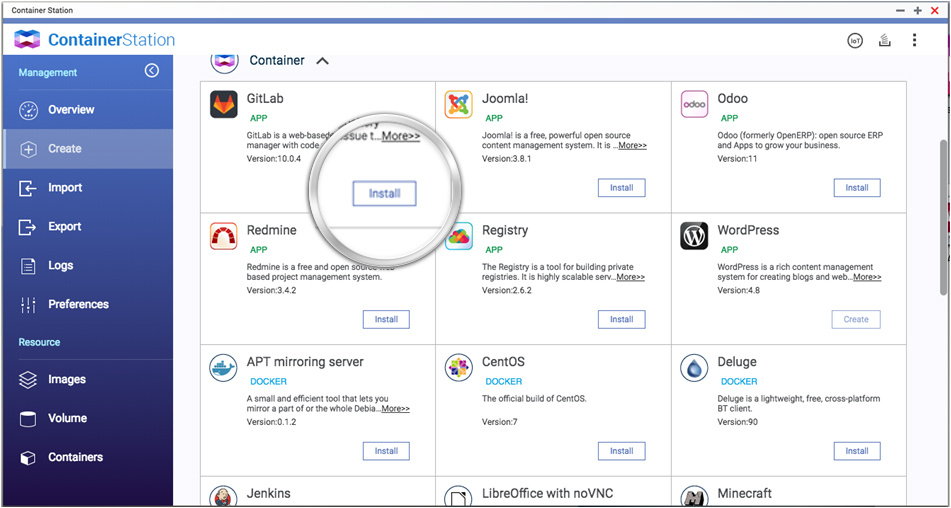 Container Station
ContainerStation
IoT
Management
Overview
Create
Import
Export
Logs
Preferences
Resource
Images
Volume
Containers
Container
GitLab
APP
GitLab is a web-based
manager with code
Version:10.0.4
issue t...More>>
Install
Joomla!
APP
Joomla! is a free, powerful open source
content management system. It is ...More>>
Version:3.8.1
Install
odoo
Odoo
APP
Odoo (formerly OpenERP): open source ERP
and Apps to grow your business.
Version:11
Install
Redmine
APP
Redmine is a free and open source web-
based project management system.
Version:3.4.2
Install
Registry
APP
The Registry is a tool for building private
registries. It is highly scalable serv...More>>
Version:2.6.2
Install
WordPress
APP
WordPress is a rich content management
system for creating blogs and web...More>>
Version:4.8
Create
APT mirroring server
DOCKER
A small and efficient tool that lets you
mirror a part of or the whole Debia...More>>
Version:0.1.2
Install
CentOS
DOCKER
The official build of CentOS.
Version:7
Install
Deluge
DOCKER
Deluge is a lightweight, free, cross-platform
BT client.
Version:90
Install
Jenkins
LibreOffice with noVNC
Minecraft